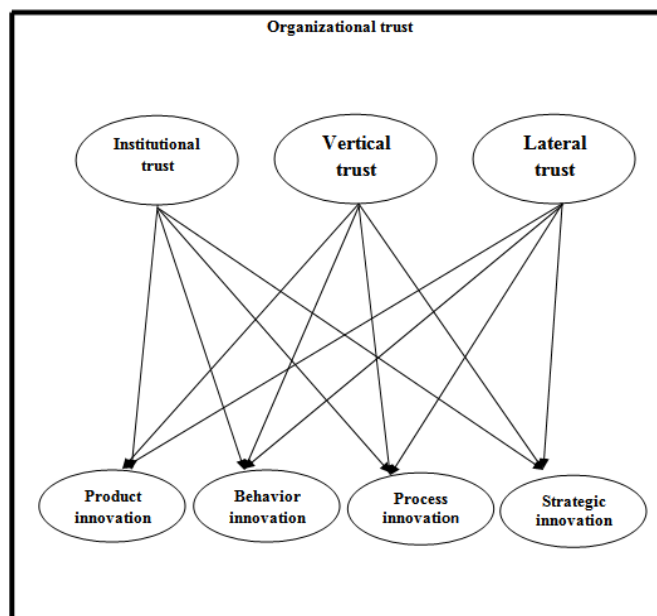 Organizational trust
Institutional
trust
Vertical
trust
Lateral
trust
Product
innovation
Behavior
innovation
Process
innovation
Strategic
innovation